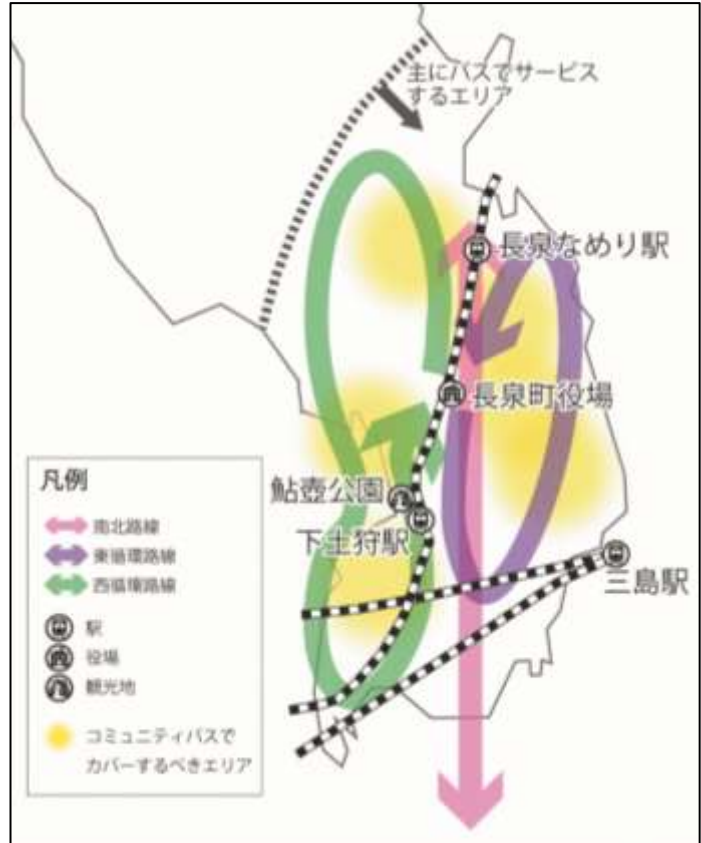 主にバスでサービス
するエリア
長泉なめり駅
長泉町役場
鮎壺公園
下土狩駅
三島駅
凡例
南北路線
東循環路線
西循環路線
駅
役場
観光地
コミュニティバスで
カバーするべきエリア